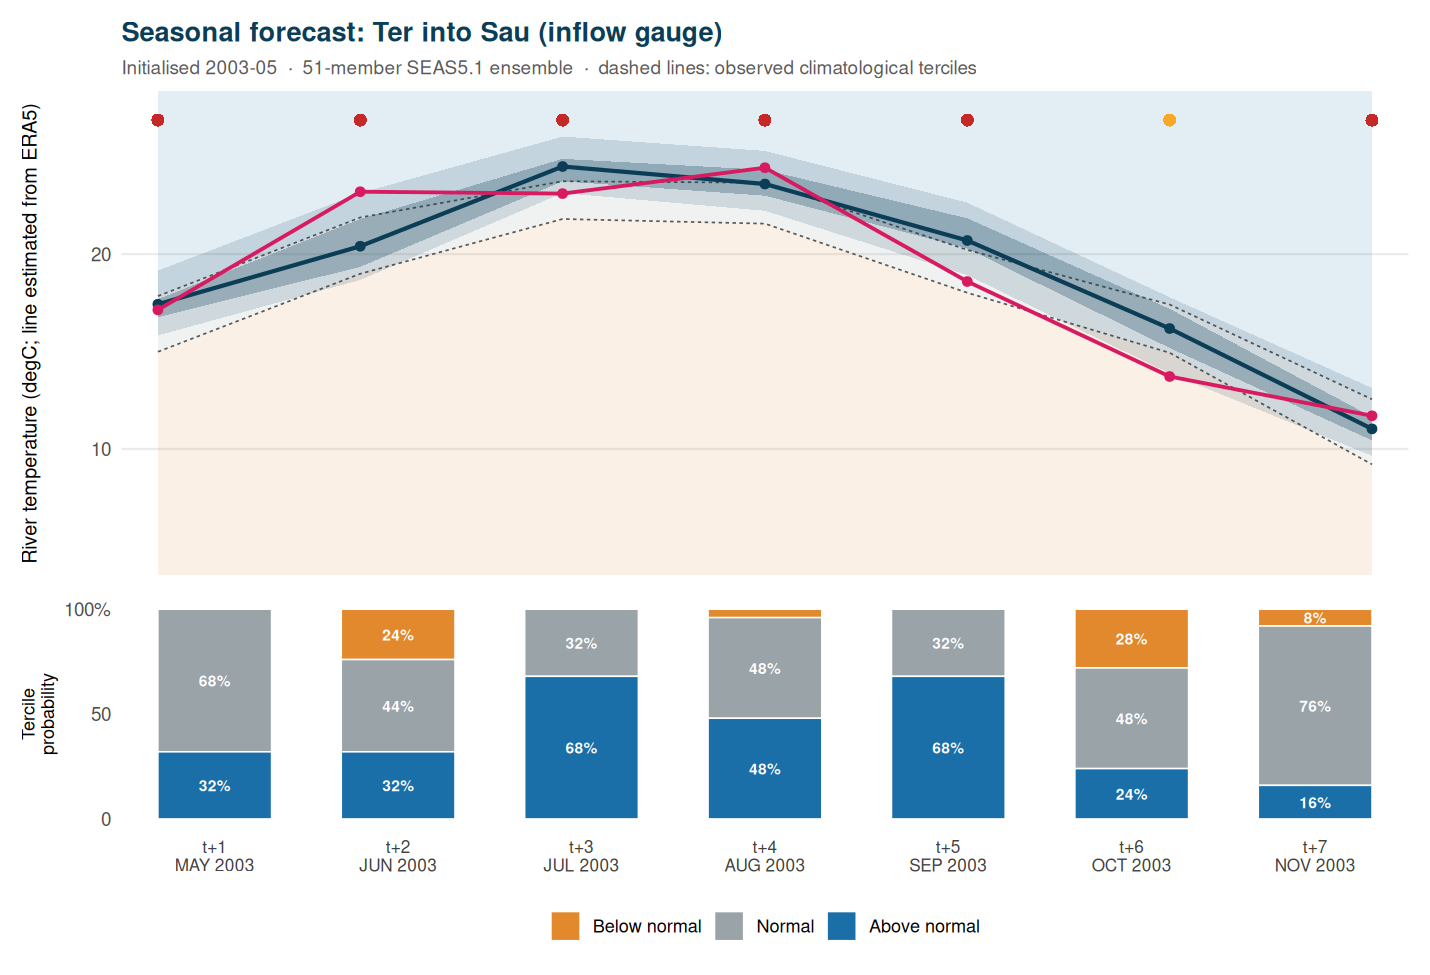 Seasonal forecast: Ter into Sau (inflow gauge)
Initialised 2003-05 · 51-member SEAS5.1 ensemble · dashed lines: observed climatological terciles
River temperature (degC; line estimated from ERA5)
20
10
Tercile
probability
100%
50
0
68%
32%
24%
44%
32%
32%
68%
48%
48%
32%
68%
28%
48%
24%
8%
76%
16%
t+1
MAY 2003
t+2
JUN 2003
t+3
JUL 2003
t+4
AUG 2003
t+5
SEP 2003
t+6
OCT 2003
t+7
NOV 2003
Below normal
Normal
Above normal